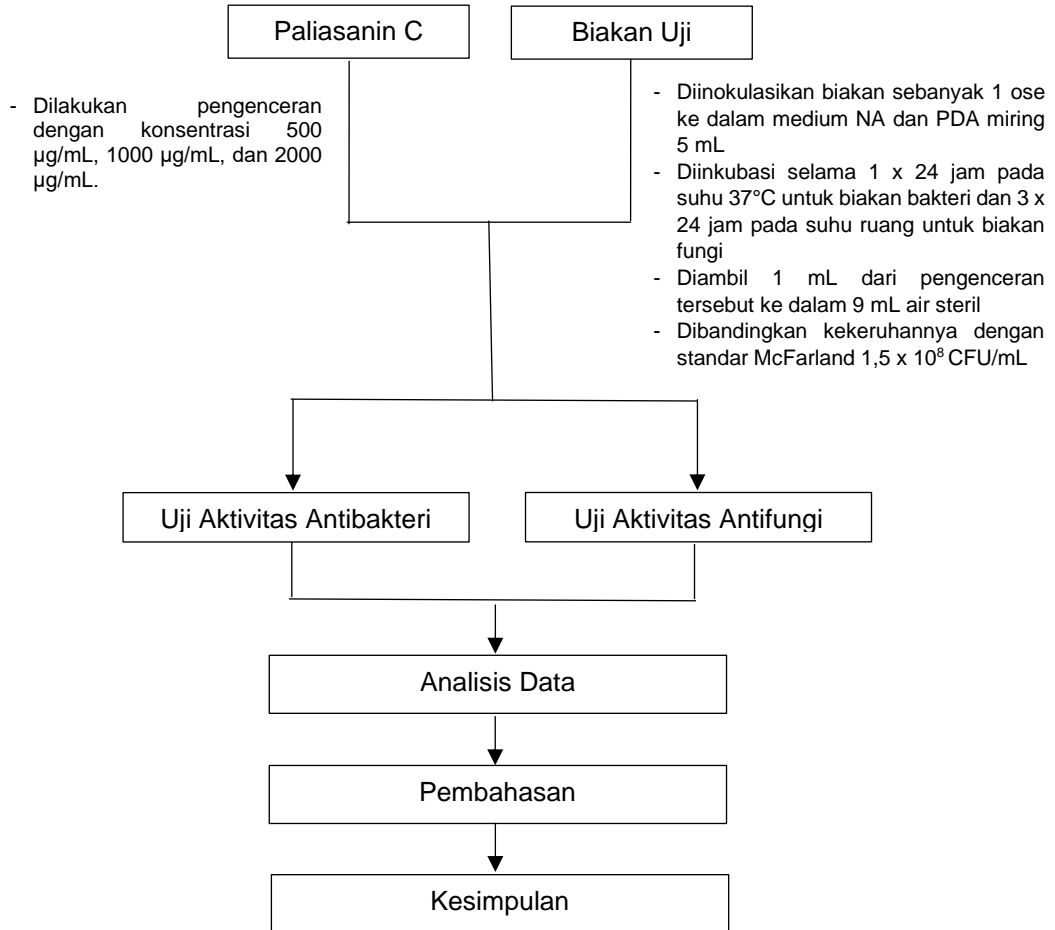 Paliasanin C
Biakan Uji
- Dilakukan pengenceran
dengan konsentrasi 500
µg/mL, 1000 µg/mL, dan 2000
µg/mL.
- Diinokulasikan biakan sebanyak 1 ose
ke dalam medium NA dan PDA miring
5 mL
- Diinkubasi selama 1 x 24 jam pada
suhu 37°C untuk biakan bakteri dan 3 x
24 jam pada suhu ruang untuk biakan
fungi
- Diambil 1 mL dari pengenceran
tersebut ke dalam 9 mL air steril
- Dibandingkan kekeruhannya dengan
standar McFarland 1,5 x 10⁸ CFU/mL
Uji Aktivitas Antibakteri
Uji Aktivitas Antifungi
Analisis Data
Pembahasan
Kesimpulan